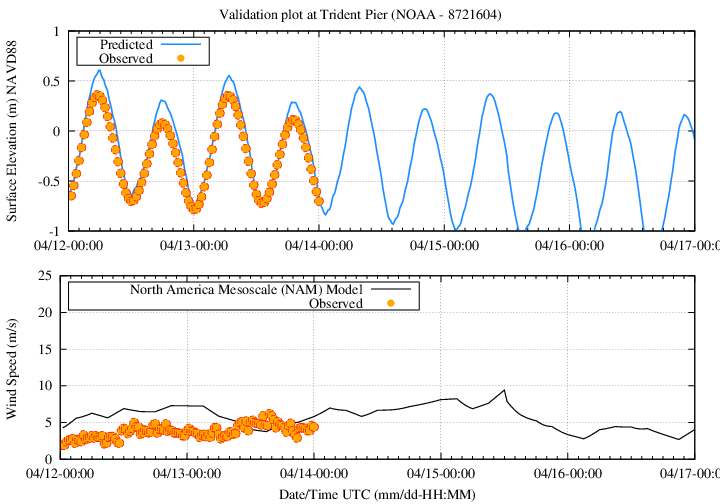 Validation plot at Trident Pier (NOAA - 8721604)
Surface Elevation (m) NAVD88
Predicted
Observed
1
0.5
0
-0.5
-1
04/12-00:00 04/13-00:00 04/14-00:00 04/15-00:00 04/16-00:00 04/17-00:0
Wind Speed (m/s)
North America Mesoscale (NAM) Model
Observed
25
20
15
10
5
0
04/12-00:00 04/13-00:00 04/14-00:00 04/15-00:00 04/16-00:00 04/17-00:0
Date/Time UTC (mm/dd-HH:MM)